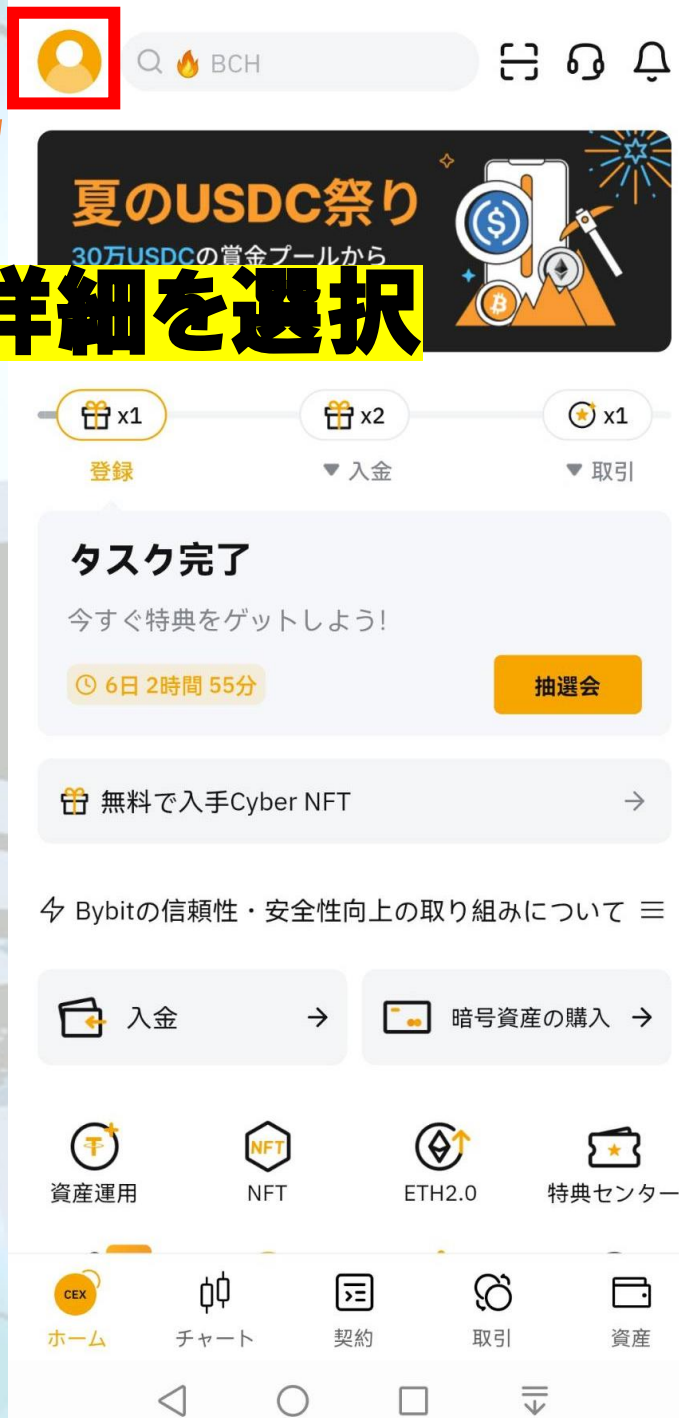 BCH
夏のUSDC祭り
30万USDCの賞金プールから
詳細を選択
x1
x2
x1
登録
▼ 入金
▼ 取引
タスク完了
今すぐ特典をゲットしよう!
6日 2時間 55分
抽選会
無料で入手Cyber NFT
Bybitの信頼性・安全性向上の取り組みについて
入金
暗号資産の購入
NFT
資産運用
NFT
ETH2.0
特典センター
CEX
ホーム
チャート
契約
取引
資産